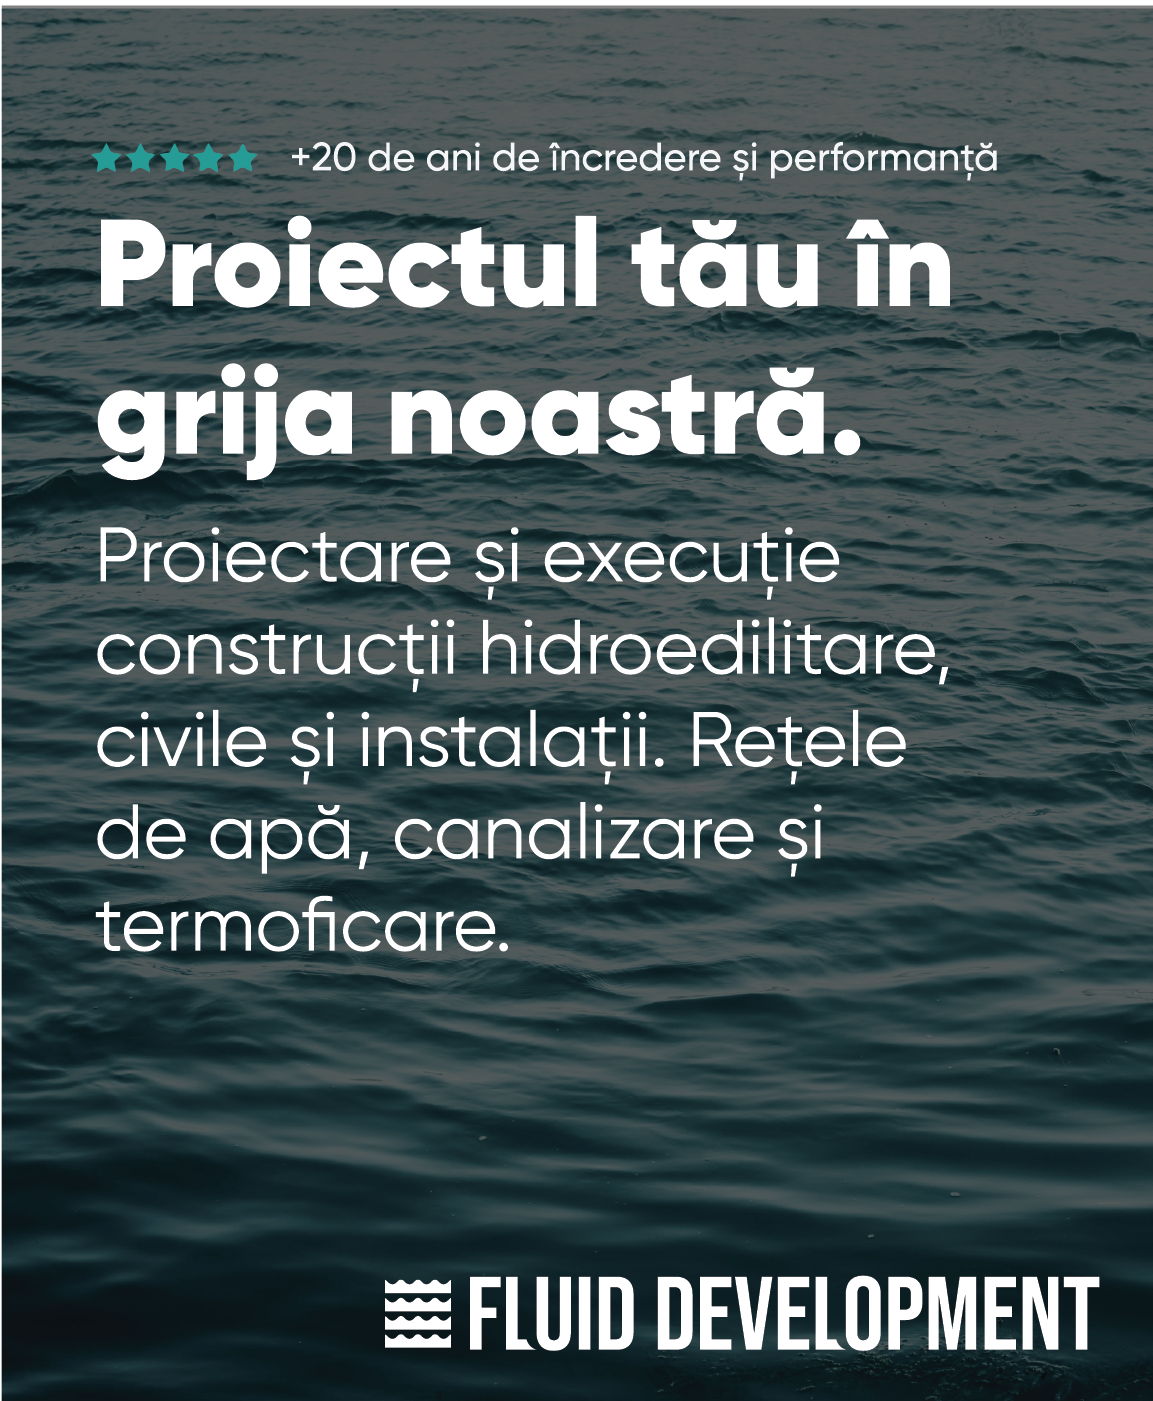 +20 de ani de încredere și performanță
Proiectul tău în
grija noastră.
Proiectare și execuție
construcții hidroedilitare,
civile și instalații. Rețele
de apă, canalizare și
termoficare.
FLUID DEVELOPMENT